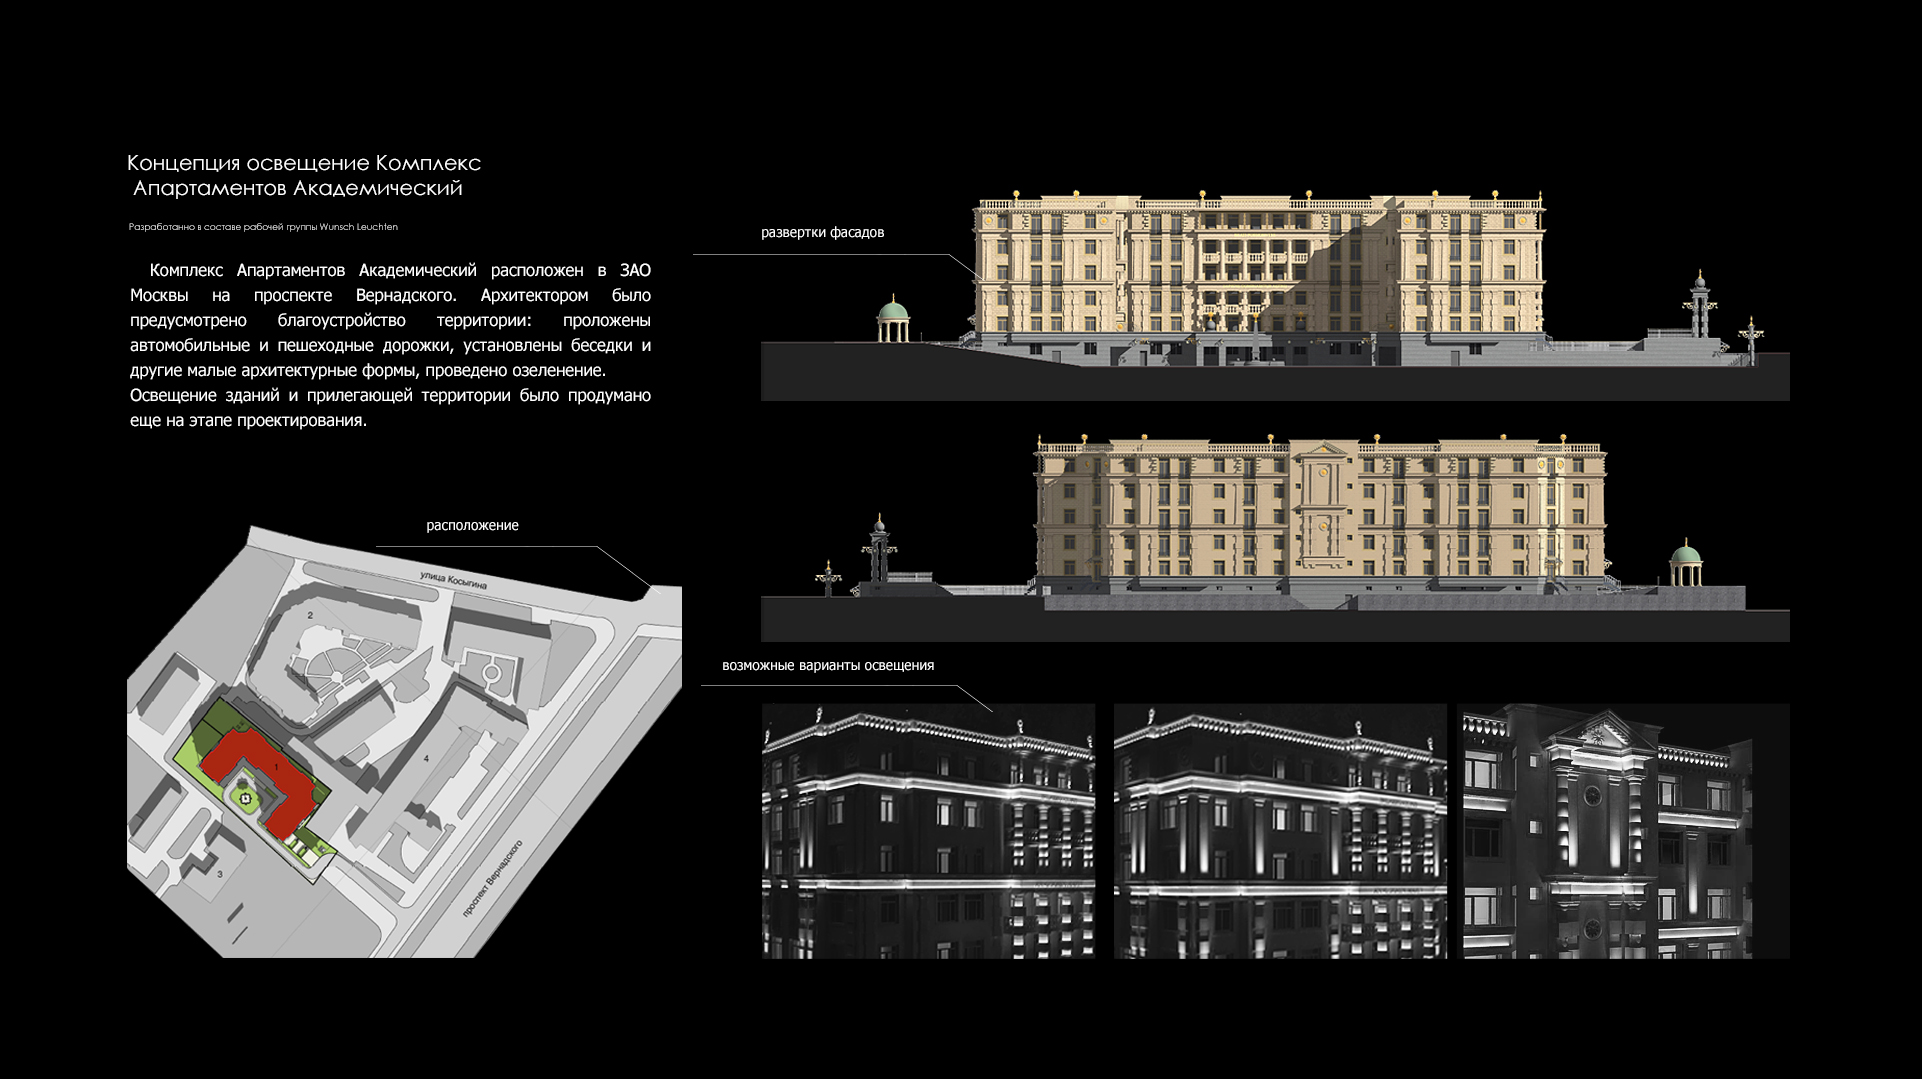 Концепция освещение Комплекс
Апартаментов Академический
Разработанно в составе рабочей группы Wunsch Leuchten
Комплекс Апартаментов Академический расположен в ЗАО
Москвы на проспекте Вернадского. Архитектором было
предусмотрено благоустройство территории: проложены
автомобильные и пешеходные дорожки, установлены беседки и
другие малые архитектурные формы, проведено озеленение.
Освещение зданий и прилегающей территории было продумано
еще на этапе проектирования.
расположение
улица Косыгина
2
1
4
3
проспект Вернадского
развертки фасадов
возможные варианты освещения